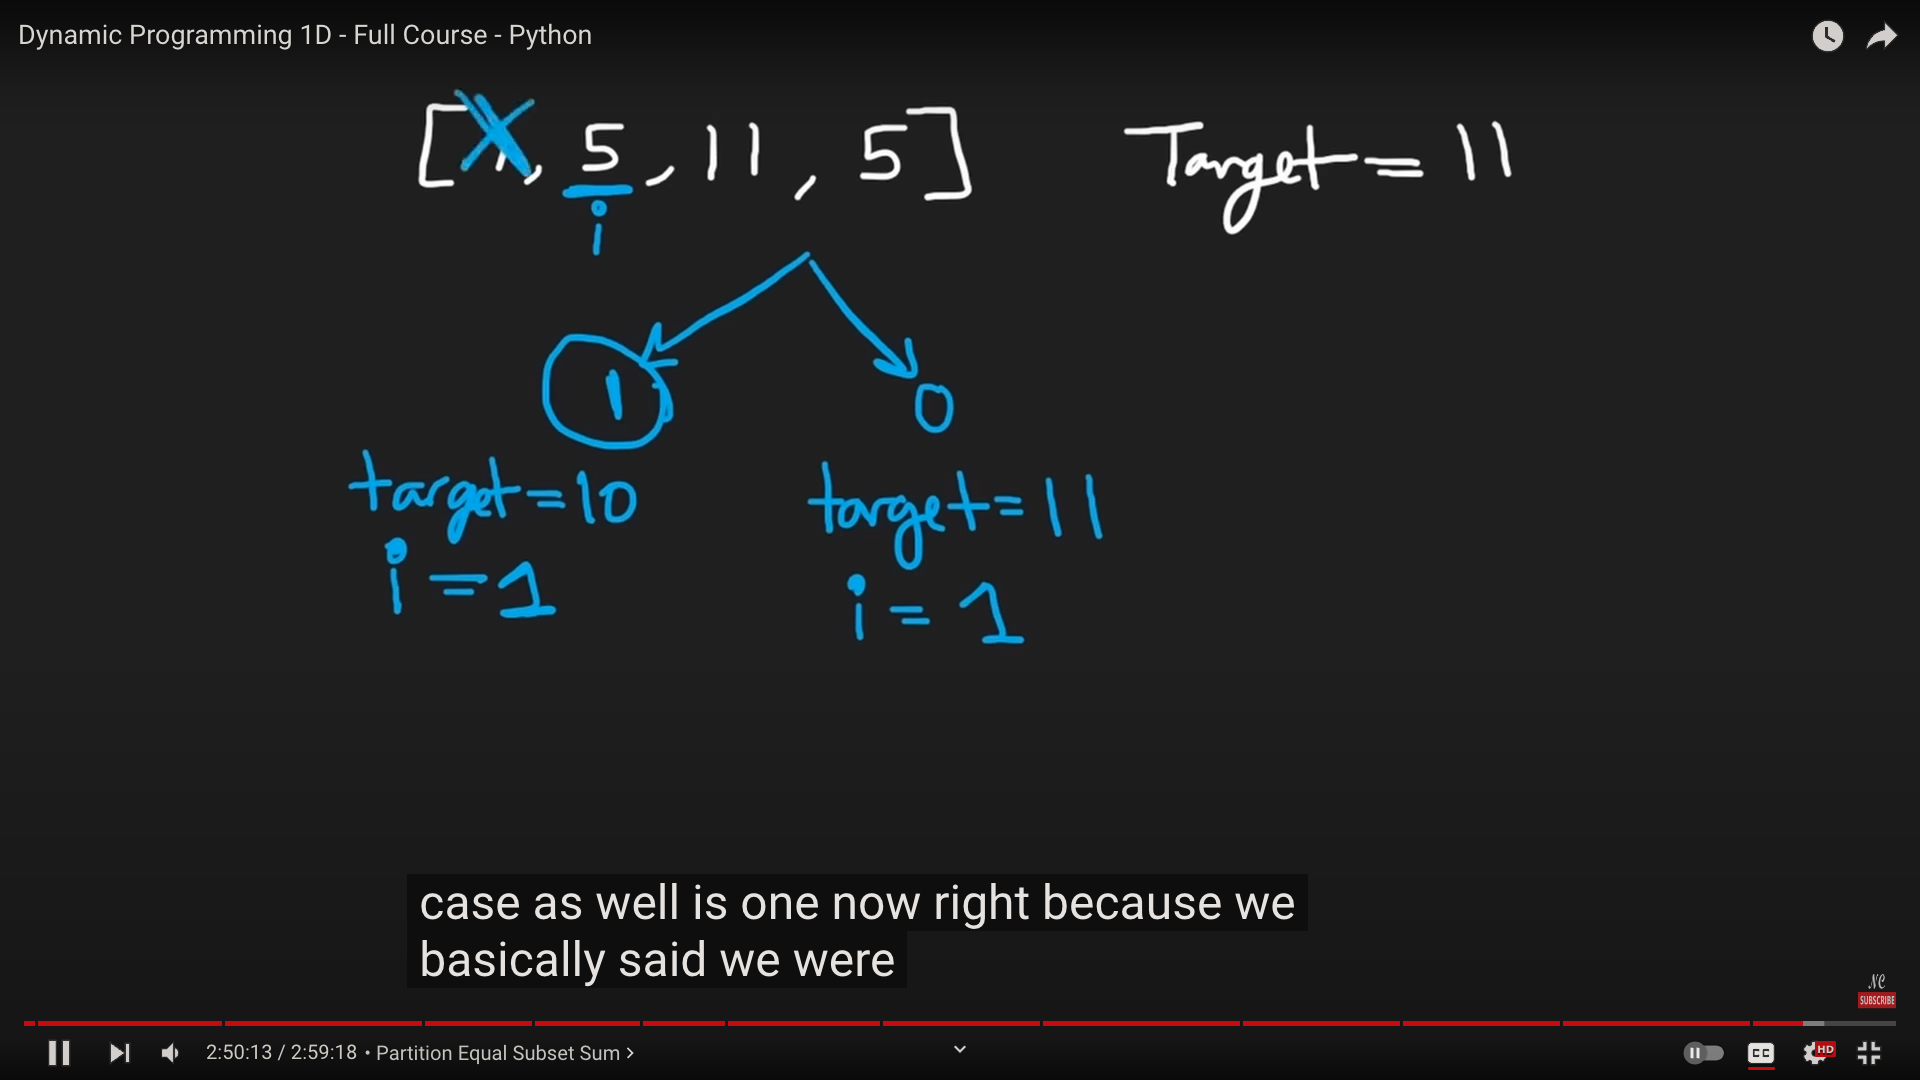 Dynamic Programming 1D - Full Course - Python
[1, 5, 11, 5] Target = 11
i
1 0
target=10 target=11
i=1 i=1
case as well is one now right because we
basically said we were
NC
SUBSCRIBE
2:50:13 / 2:59:18 • Partition Equal Subset Sum >
CC HD